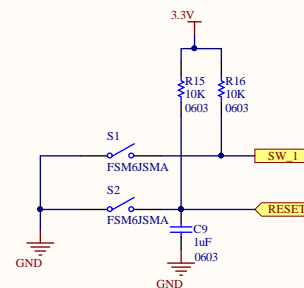 3.3V
R15
10K
0603
R16
10K
0603
S1
FSM6JSMA
SW_1
S2
FSM6JSMA
RESET
C9
1uF
0603
GND
GND